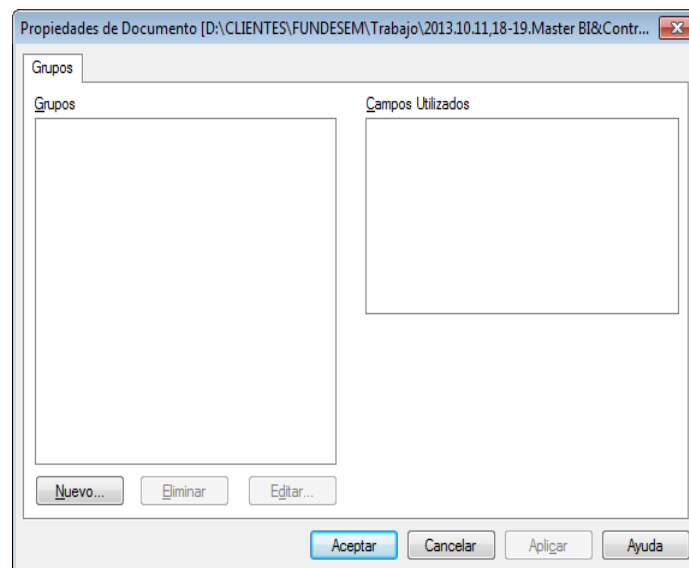 Propiedades de Documento [D:\CLIENTES\FUNDESEM\Trabajo\2013.10.11,18-19.Master BI&Contr...
Grupos
Grupos Campos Utilizados
Nuevo... Eliminar Editar...
Aceptar Cancelar Aplicar Ayuda